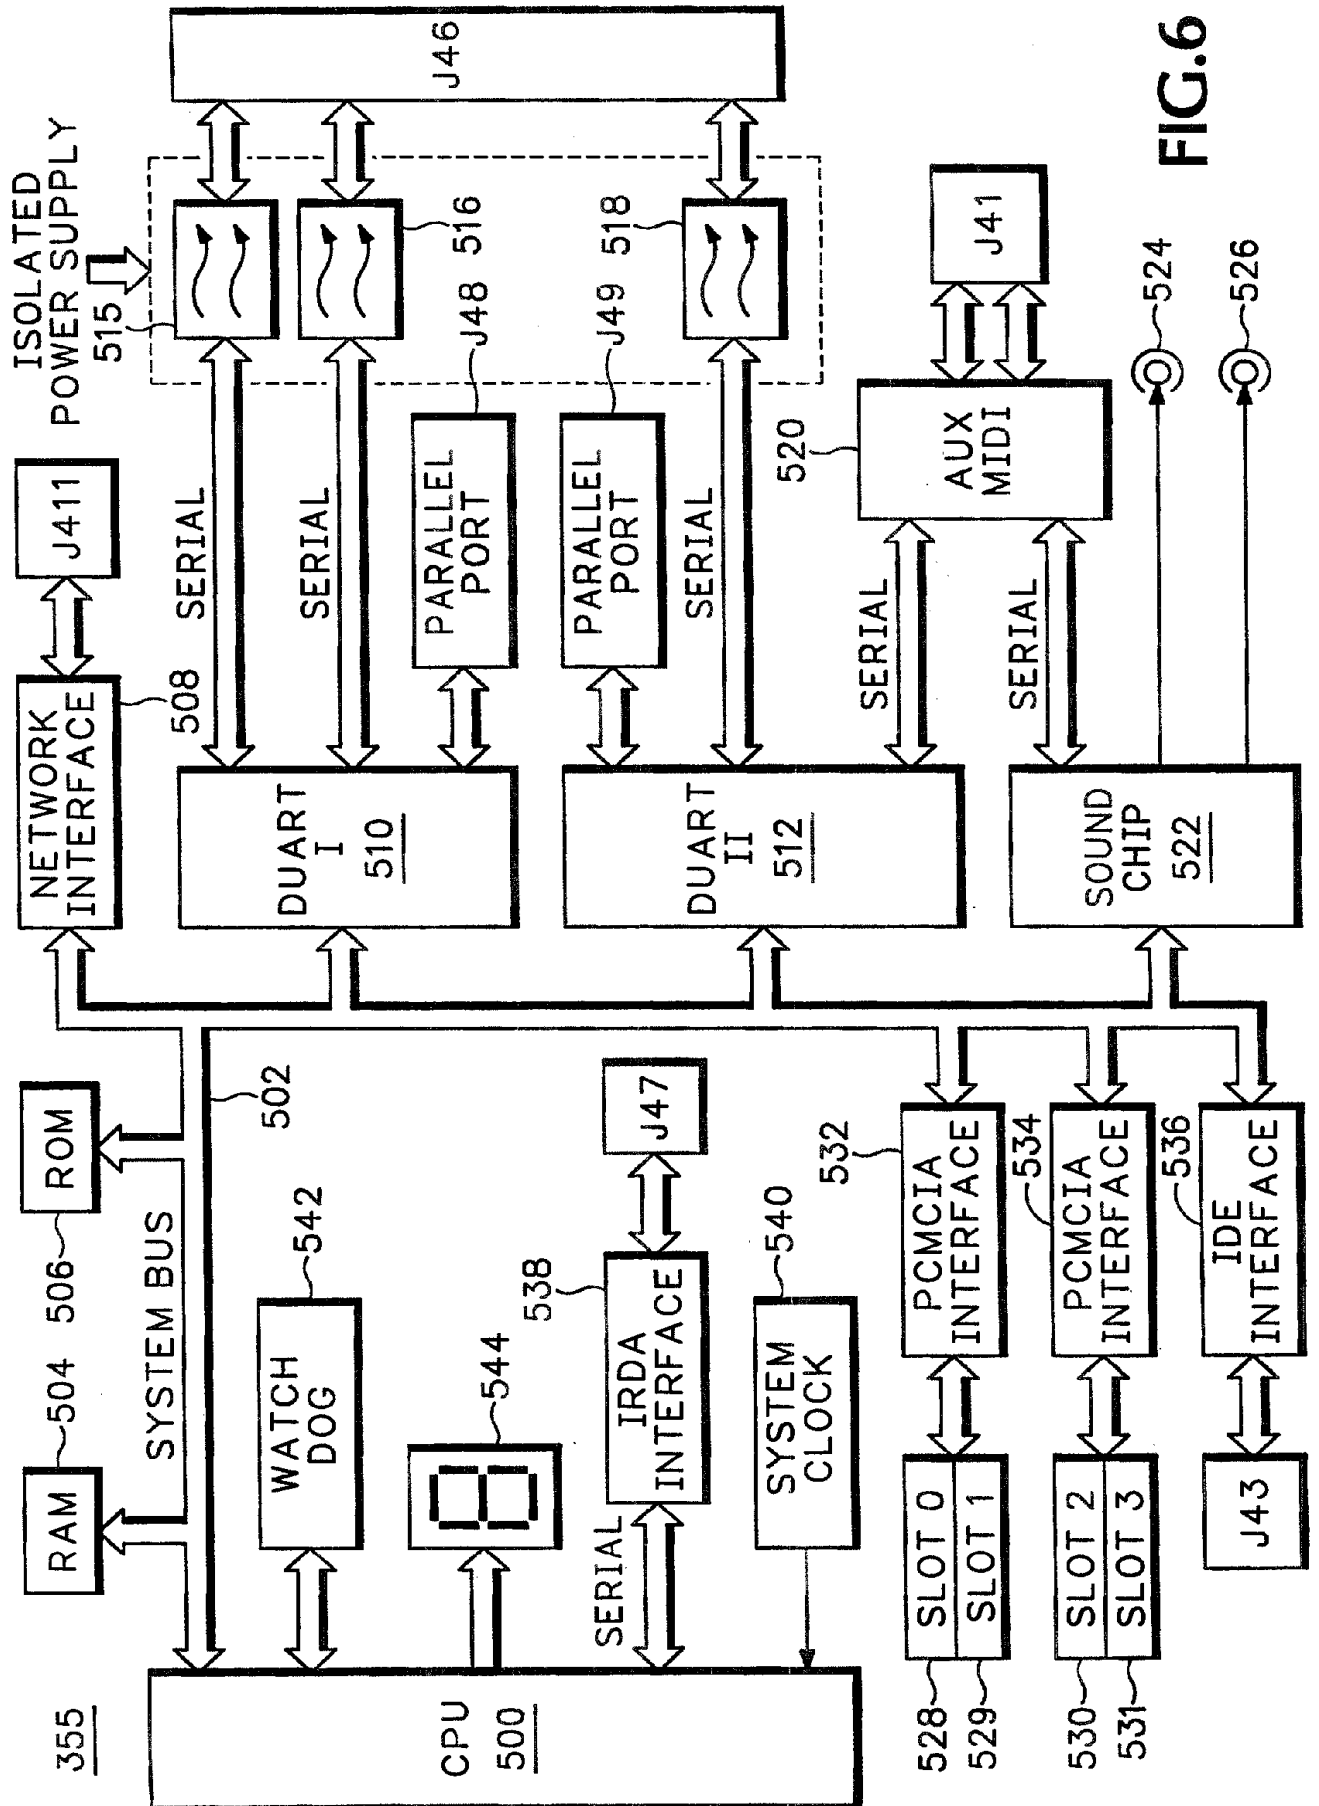 355
RAM
504
506
ROM
NETWORK
INTERFACE
508
J411
ISOLATED
POWER SUPPLY
SYSTEM BUS
502
CPU
500
WATCH
DOG
542
544
SERIAL
IRDA
INTERFACE
538
J47
SYSTEM
CLOCK
540
DUART
I
510
SERIAL
SERIAL
515
516
PARALLEL
PORT
J48
J46
DUART
II
512
PARALLEL
PORT
J49
SERIAL
518
SERIAL
AUX
MIDI
520
J41
SERIAL
SOUND
CHIP
522
524
526
528
SLOT 0
529
SLOT 1
PCMCIA
INTERFACE
532
530
SLOT 2
531
SLOT 3
PCMCIA
INTERFACE
534
J43
IDE
INTERFACE
536
FIG.6